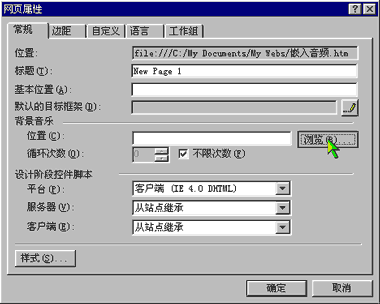 网页属性
常规 边距 自定义 语言 工作组
位置: file:///C:/My Documents/My Webs/嵌入音频.htm
标题(T): New Page 1
基本位置(A):
默认的目标框架(D):
背景音乐
位置(C): 浏览(R)...
循环次数(O): 0 不限次数(F)
设计阶段控件脚本
平台(P): 客户端 (IE 4.0 DHTML)
服务器(V): 从站点继承
客户端(E): 从站点继承
样式(S)...
确定 取消